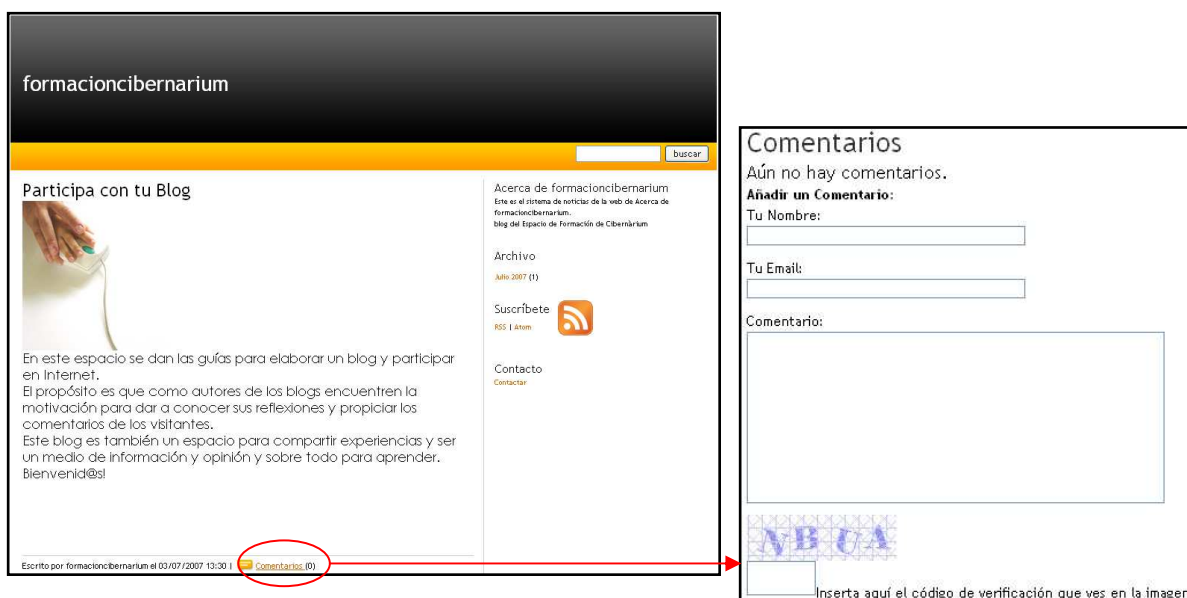 formacioncibernarium
buscar
Participa con tu Blog
En este espacio se dan las guías para elaborar un blog y participar
en Internet.
El propósito es que como autores de los blogs encuentren la
motivación para dar a conocer sus reflexiones y propiciar los
comentarios de los visitantes.
Este blog es también un espacio para compartir experiencias y ser
un medio de información y opinión y sobre todo para aprender.
Bienvenid@s!
Escrito por formacioncibernarium el 03/07/2007 13:30 | Comentarios (0)
Acerca de formacioncibernarium
Este es el sistema de noticias de la web de Acerca de
formacioncibernarium.
blog del Espacio de Formación de Cibernàrium
Archivo
Julio 2007 (1)
Suscríbete
RSS | Atom
Contacto
Contactar
Comentarios
Aún no hay comentarios.
Añadir un Comentario:
Tu Nombre:
Tu Email:
Comentario:
NBUA
Inserta aquí el código de verificación que ves en la imagen